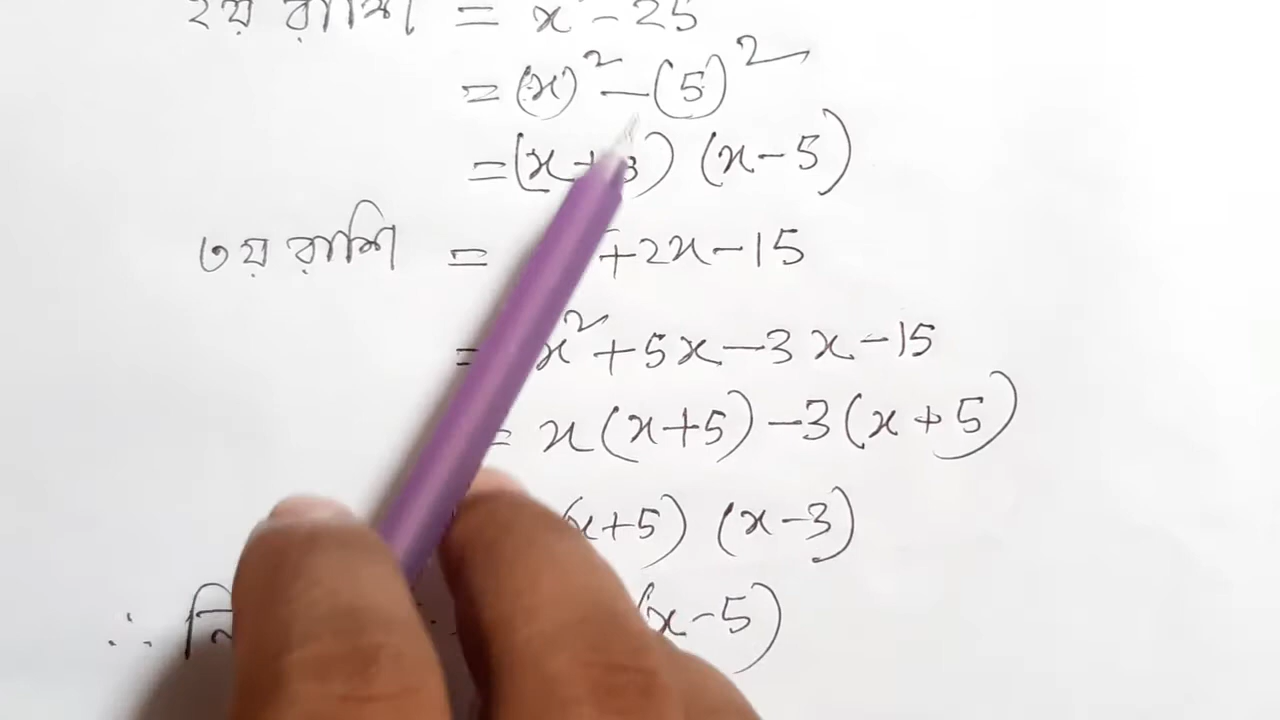 ২য় রাশি = x² - 25
= (x)² - (5)²
= (x+ ) (x-5)
৩য় রাশি = +2x-15
= x²+5x-3x-15
= x(x+5) -3(x+5)
(x+5) (x-3)
∴ (x-5)